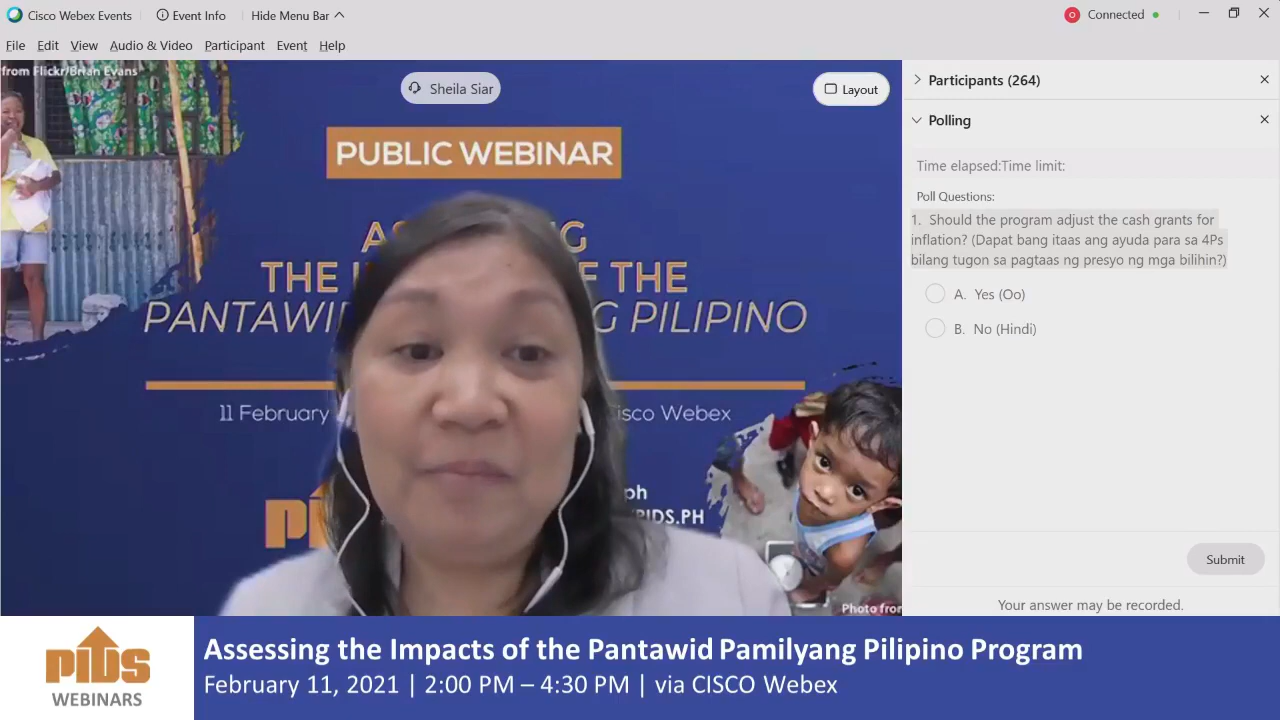 Cisco Webex Events
Event Info
Hide Menu Bar
Connected
File Edit View Audio & Video Participant Event Help
from Flickr/Brian Evans
Sheila Siar
Layout
PUBLIC WEBINAR
THE THE
PANTAWI G PILIPINO
11 February isco Webex
ph
PIDS.PH
Photo from
Participants (264)
Polling
Time elapsed:Time limit:
Poll Questions:
1. Should the program adjust the cash grants for
inflation? (Dapat bang itaas ang ayuda para sa 4Ps
bilang tugon sa pagtaas ng presyo ng mga bilihin?)
A. Yes (Oo)
B. No (Hindi)
Submit
Your answer may be recorded.
PIDS
WEBINARS
Assessing the Impacts of the Pantawid Pamilyang Pilipino Program
February 11, 2021 | 2:00 PM – 4:30 PM | via CISCO Webex